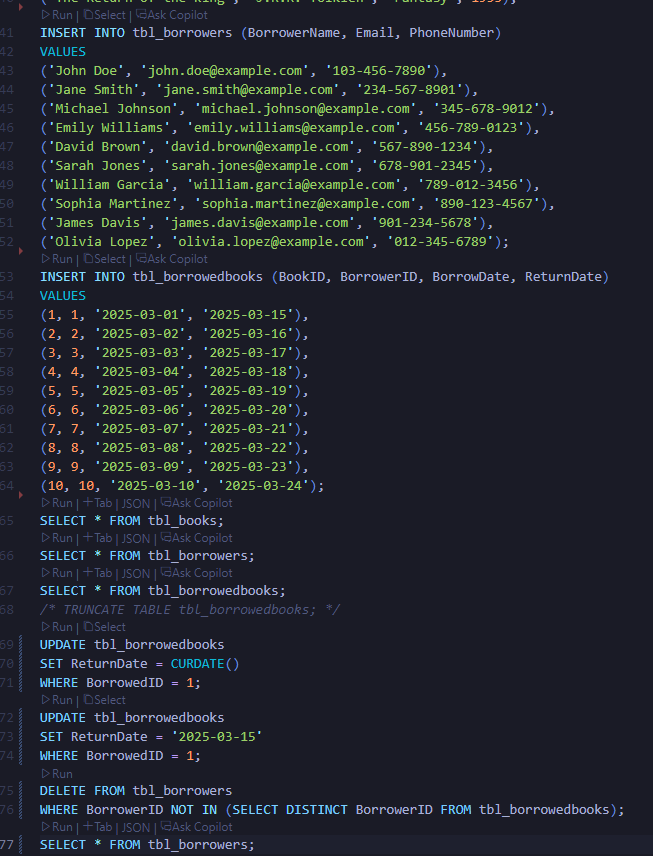 40 ('The Return of the King', 'J.R.R. Tolkien', 'Fantasy', 1955);
Run | Select | Ask Copilot
41 INSERT INTO tbl_borrowers (BorrowerName, Email, PhoneNumber)
42 VALUES
43 ('John Doe', 'john.doe@example.com', '103-456-7890'),
44 ('Jane Smith', 'jane.smith@example.com', '234-567-8901'),
45 ('Michael Johnson', 'michael.johnson@example.com', '345-678-9012'),
46 ('Emily Williams', 'emily.williams@example.com', '456-789-0123'),
47 ('David Brown', 'david.brown@example.com', '567-890-1234'),
48 ('Sarah Jones', 'sarah.jones@example.com', '678-901-2345'),
49 ('William Garcia', 'william.garcia@example.com', '789-012-3456'),
50 ('Sophia Martinez', 'sophia.martinez@example.com', '890-123-4567'),
51 ('James Davis', 'james.davis@example.com', '901-234-5678'),
52 ('Olivia Lopez', 'olivia.lopez@example.com', '012-345-6789');
Run | Select | Ask Copilot
53 INSERT INTO tbl_borrowedbooks (BookID, BorrowerID, BorrowDate, ReturnDate)
54 VALUES
55 (1, 1, '2025-03-01', '2025-03-15'),
56 (2, 2, '2025-03-02', '2025-03-16'),
57 (3, 3, '2025-03-03', '2025-03-17'),
58 (4, 4, '2025-03-04', '2025-03-18'),
59 (5, 5, '2025-03-05', '2025-03-19'),
60 (6, 6, '2025-03-06', '2025-03-20'),
61 (7, 7, '2025-03-07', '2025-03-21'),
62 (8, 8, '2025-03-08', '2025-03-22'),
63 (9, 9, '2025-03-09', '2025-03-23'),
64 (10, 10, '2025-03-10', '2025-03-24');
Run | +Tab | JSON | Ask Copilot
65 SELECT * FROM tbl_books;
Run | +Tab | JSON | Ask Copilot
66 SELECT * FROM tbl_borrowers;
Run | +Tab | JSON | Ask Copilot
67 SELECT * FROM tbl_borrowedbooks;
68 /* TRUNCATE TABLE tbl_borrowedbooks; */
Run | Select
69 UPDATE tbl_borrowedbooks
70 SET ReturnDate = CURDATE()
71 WHERE BorrowedID = 1;
Run | Select
72 UPDATE tbl_borrowedbooks
73 SET ReturnDate = '2025-03-15'
74 WHERE BorrowedID = 1;
Run
75 DELETE FROM tbl_borrowers
76 WHERE BorrowerID NOT IN (SELECT DISTINCT BorrowerID FROM tbl_borrowedbooks);
Run | +Tab | JSON | Ask Copilot
77 SELECT * FROM tbl_borrowers;